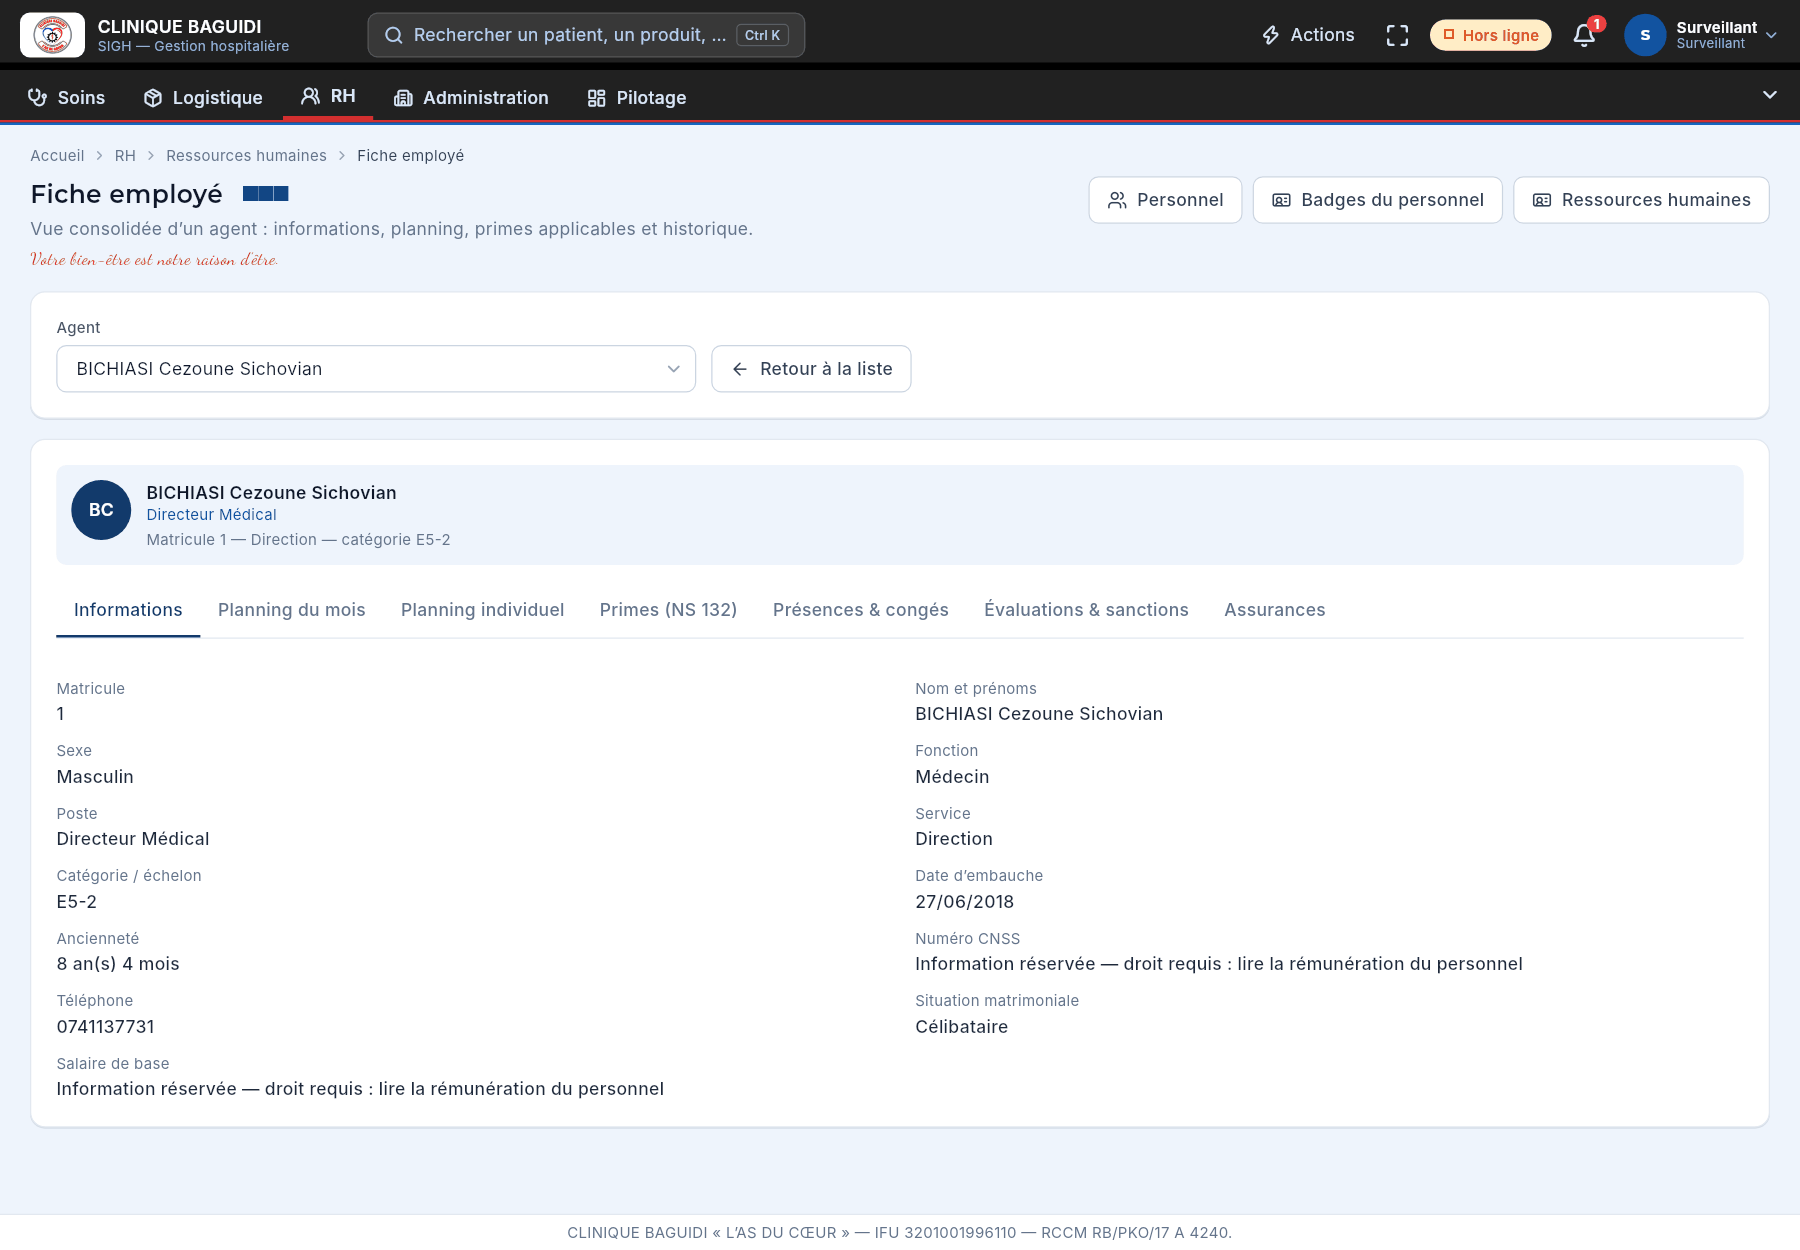 CLINIQUE BAGUIDI
SIGH — Gestion hospitalière
Rechercher un patient, un produit, ... Ctrl K
Actions
Hors ligne
1
S
Surveillant
Surveillant
Soins Logistique RH Administration Pilotage
Accueil > RH > Ressources humaines > Fiche employé
Fiche employé
Personnel
Badges du personnel
Ressources humaines
Vue consolidée d’un agent : informations, planning, primes applicables et historique.
Votre bien-être est notre raison d'être.
Agent
BICHIASI Cezoune Sichovian
Retour à la liste
BC
BICHIASI Cezoune Sichovian
Directeur Médical
Matricule 1 — Direction — catégorie E5-2
Informations Planning du mois Planning individuel Primes (NS 132) Présences & congés Évaluations & sanctions Assurances
Matricule
1
Nom et prénoms
BICHIASI Cezoune Sichovian
Sexe
Masculin
Fonction
Médecin
Poste
Directeur Médical
Service
Direction
Catégorie / échelon
E5-2
Date d’embauche
27/06/2018
Ancienneté
8 an(s) 4 mois
Numéro CNSS
Information réservée — droit requis : lire la rémunération du personnel
Téléphone
0741137731
Situation matrimoniale
Célibataire
Salaire de base
Information réservée — droit requis : lire la rémunération du personnel
CLINIQUE BAGUIDI « L’AS DU CŒUR » — IFU 3201001996110 — RCCM RB/PKO/17 A 4240.